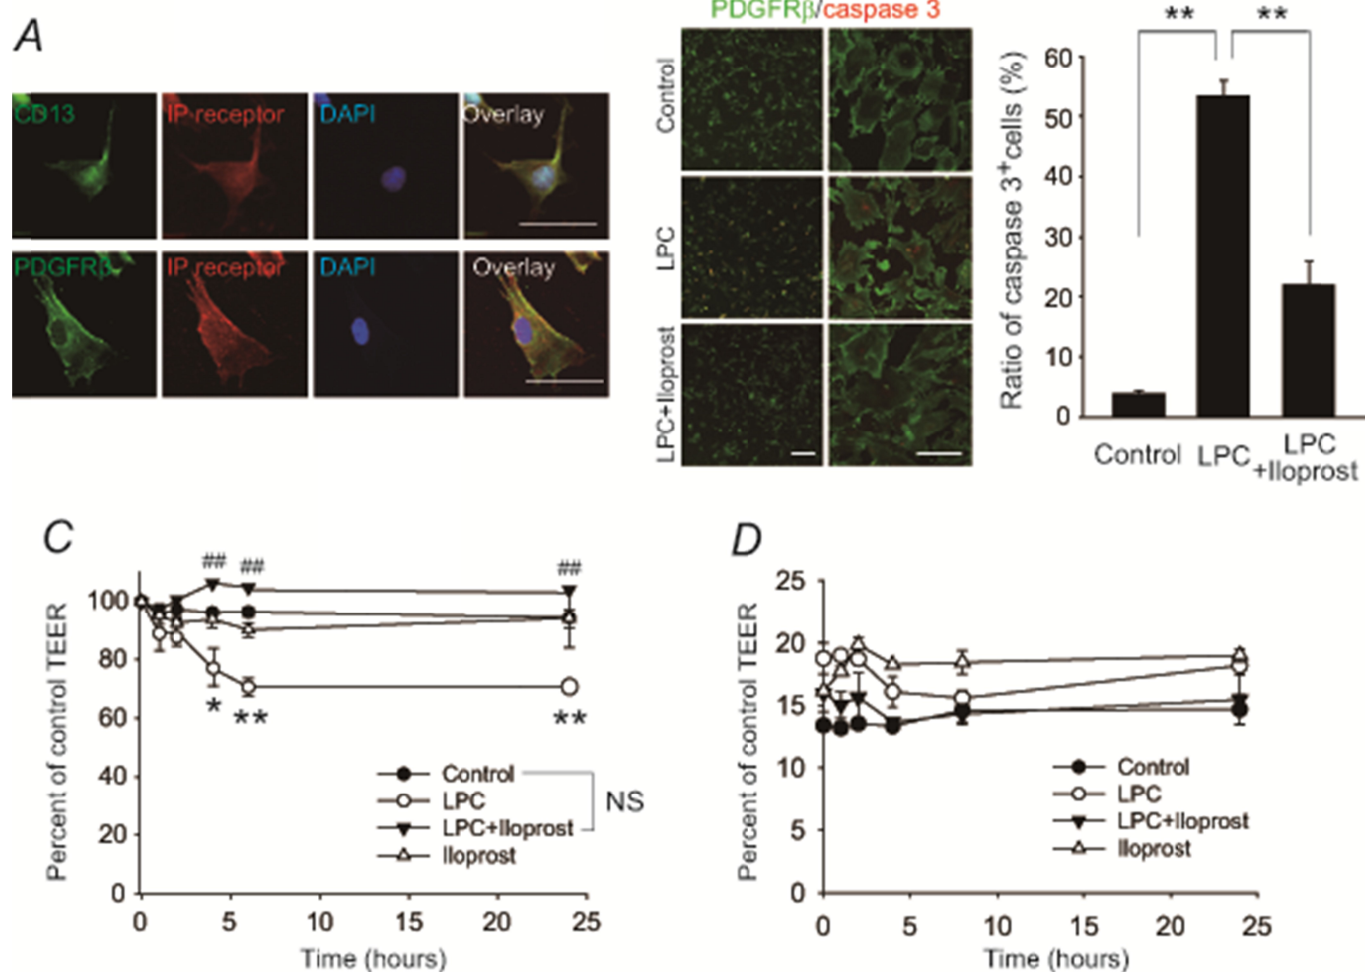 A
CD13 IP receptor DAPI Overlay
PDGFRβ IP receptor DAPI Overlay
PDGFRβ/caspase 3
Control
LPC
LPC+Iloprost
Ratio of caspase 3+cells (%)
** **
60
50
40
30
20
10
0
Control LPC LPC
+Iloprost
C
Percent of control TEER
100
80
60
40
20
0
## ## ##
* ** **
Control
LPC
LPC+Iloprost
Iloprost
NS
0 5 10 15 20 25
Time (hours)
D
Percent of control TEER
25
20
15
10
5
0
Control
LPC
LPC+Iloprost
Iloprost
0 5 10 15 20 25
Time (hours)